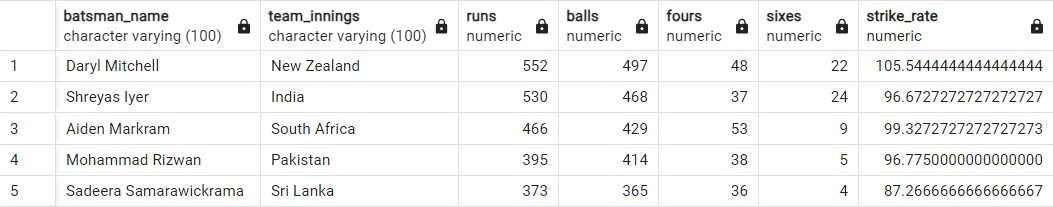 batsman_name team_innings runs balls fours sixes strike_rate
character varying (100) character varying (100) numeric numeric numeric numeric numeric
1 Daryl Mitchell New Zealand 552 497 48 22 105.5444444444444444
2 Shreyas Iyer India 530 468 37 24 96.6727272727272727
3 Aiden Markram South Africa 466 429 53 9 99.3272727272727273
4 Mohammad Rizwan Pakistan 395 414 38 5 96.7750000000000000
5 Sadeera Samarawickrama Sri Lanka 373 365 36 4 87.2666666666666667